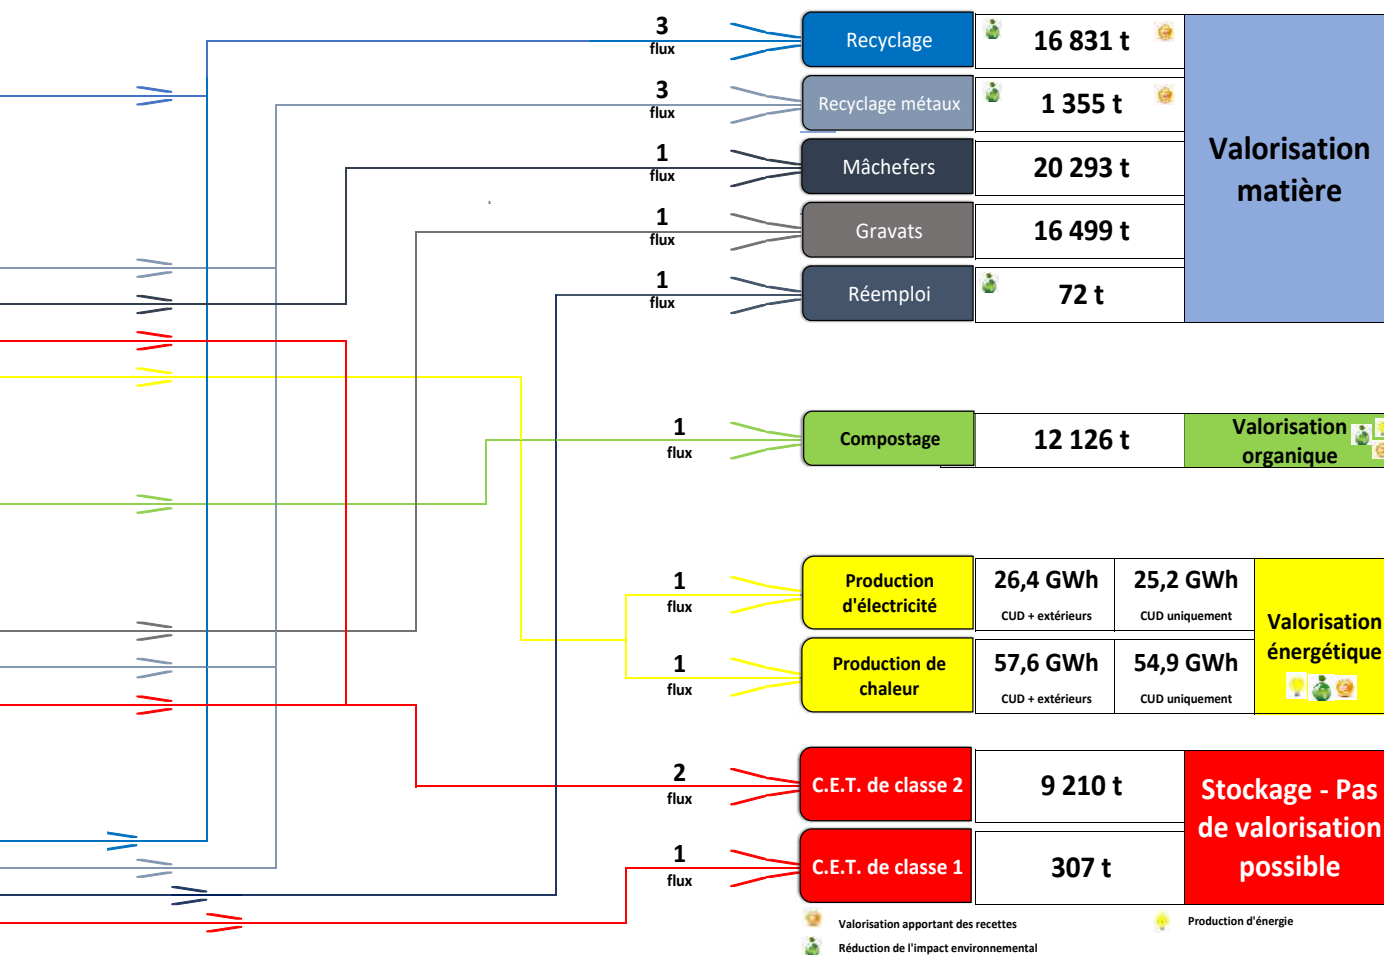 3
flux
Recyclage
16 831 t
3
flux
Recyclage métaux
1 355 t
1
flux
Mâchefers
20 293 t
1
flux
Gravats
16 499 t
1
flux
Réemploi
72 t
Valorisation
matière
1
flux
Compostage
12 126 t
Valorisation
organique
1
flux
Production
d'électricité
26,4 GWh
CUD + extérieurs
25,2 GWh
CUD uniquement
1
flux
Production de
chaleur
57,6 GWh
CUD + extérieurs
54,9 GWh
CUD uniquement
Valorisation
énergétique
2
flux
C.E.T. de classe 2
9 210 t
1
flux
C.E.T. de classe 1
307 t
Stockage - Pas
de valorisation
possible
Valorisation apportant des recettes
Production d'énergie
Réduction de l'impact environnemental